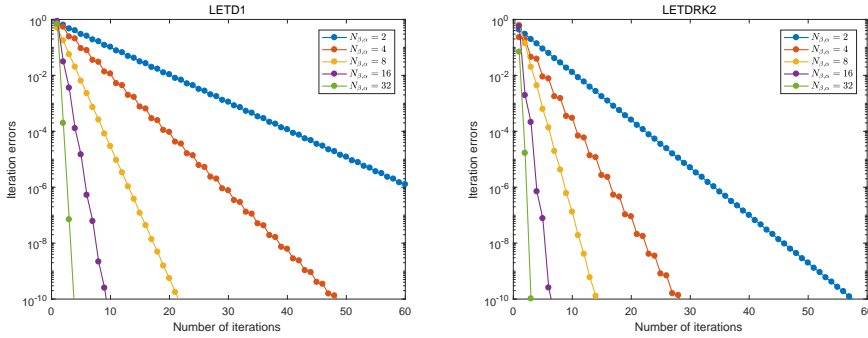 LETD1
10^0
10^-2
10^-4
10^-6
10^-8
10^-10
Iteration errors
0 10 20 30 40 50 60
Number of iterations
N_{β,α} = 2
N_{β,α} = 4
N_{β,α} = 8
N_{β,α} = 16
N_{β,α} = 32
LETDRK2
10^0
10^-2
10^-4
10^-6
10^-8
10^-10
Iteration errors
0 10 20 30 40 50 60
Number of iterations
N_{β,α} = 2
N_{β,α} = 4
N_{β,α} = 8
N_{β,α} = 16
N_{β,α} = 32